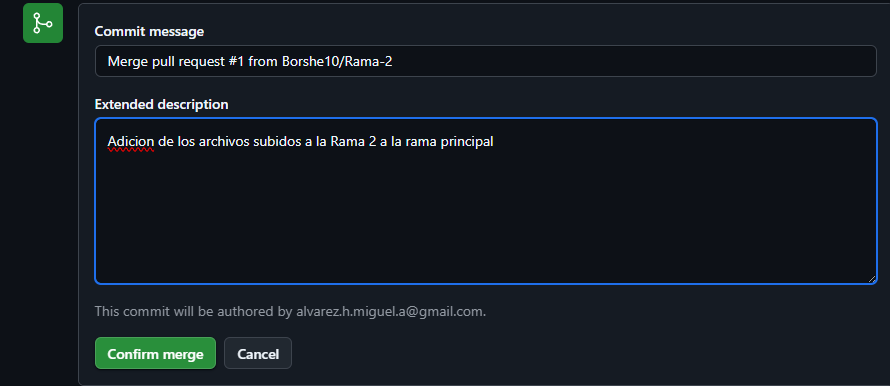 Commit message
Merge pull request #1 from Borshe10/Rama-2
Extended description
Adicion de los archivos subidos a la Rama 2 a la rama principal
This commit will be authored by alvarez.h.miguel.a@gmail.com.
Confirm merge
Cancel